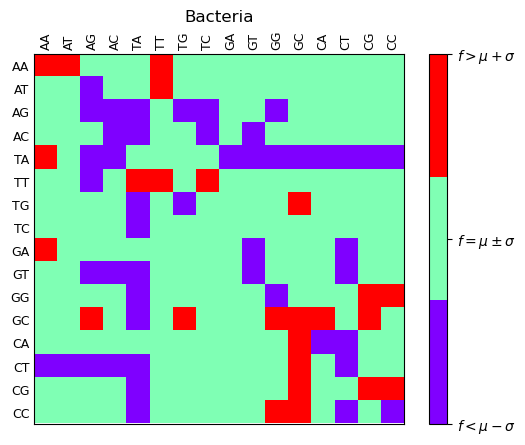 Bacteria
AA AT AG AC TA TT TG TC GA GT GG GC CA CT CG CC
AA
AT
AG
AC
TA
TT
TG
TC
GA
GT
GG
GC
CA
CT
CG
CC
f > μ + σ
f = μ ± σ
f < μ − σ